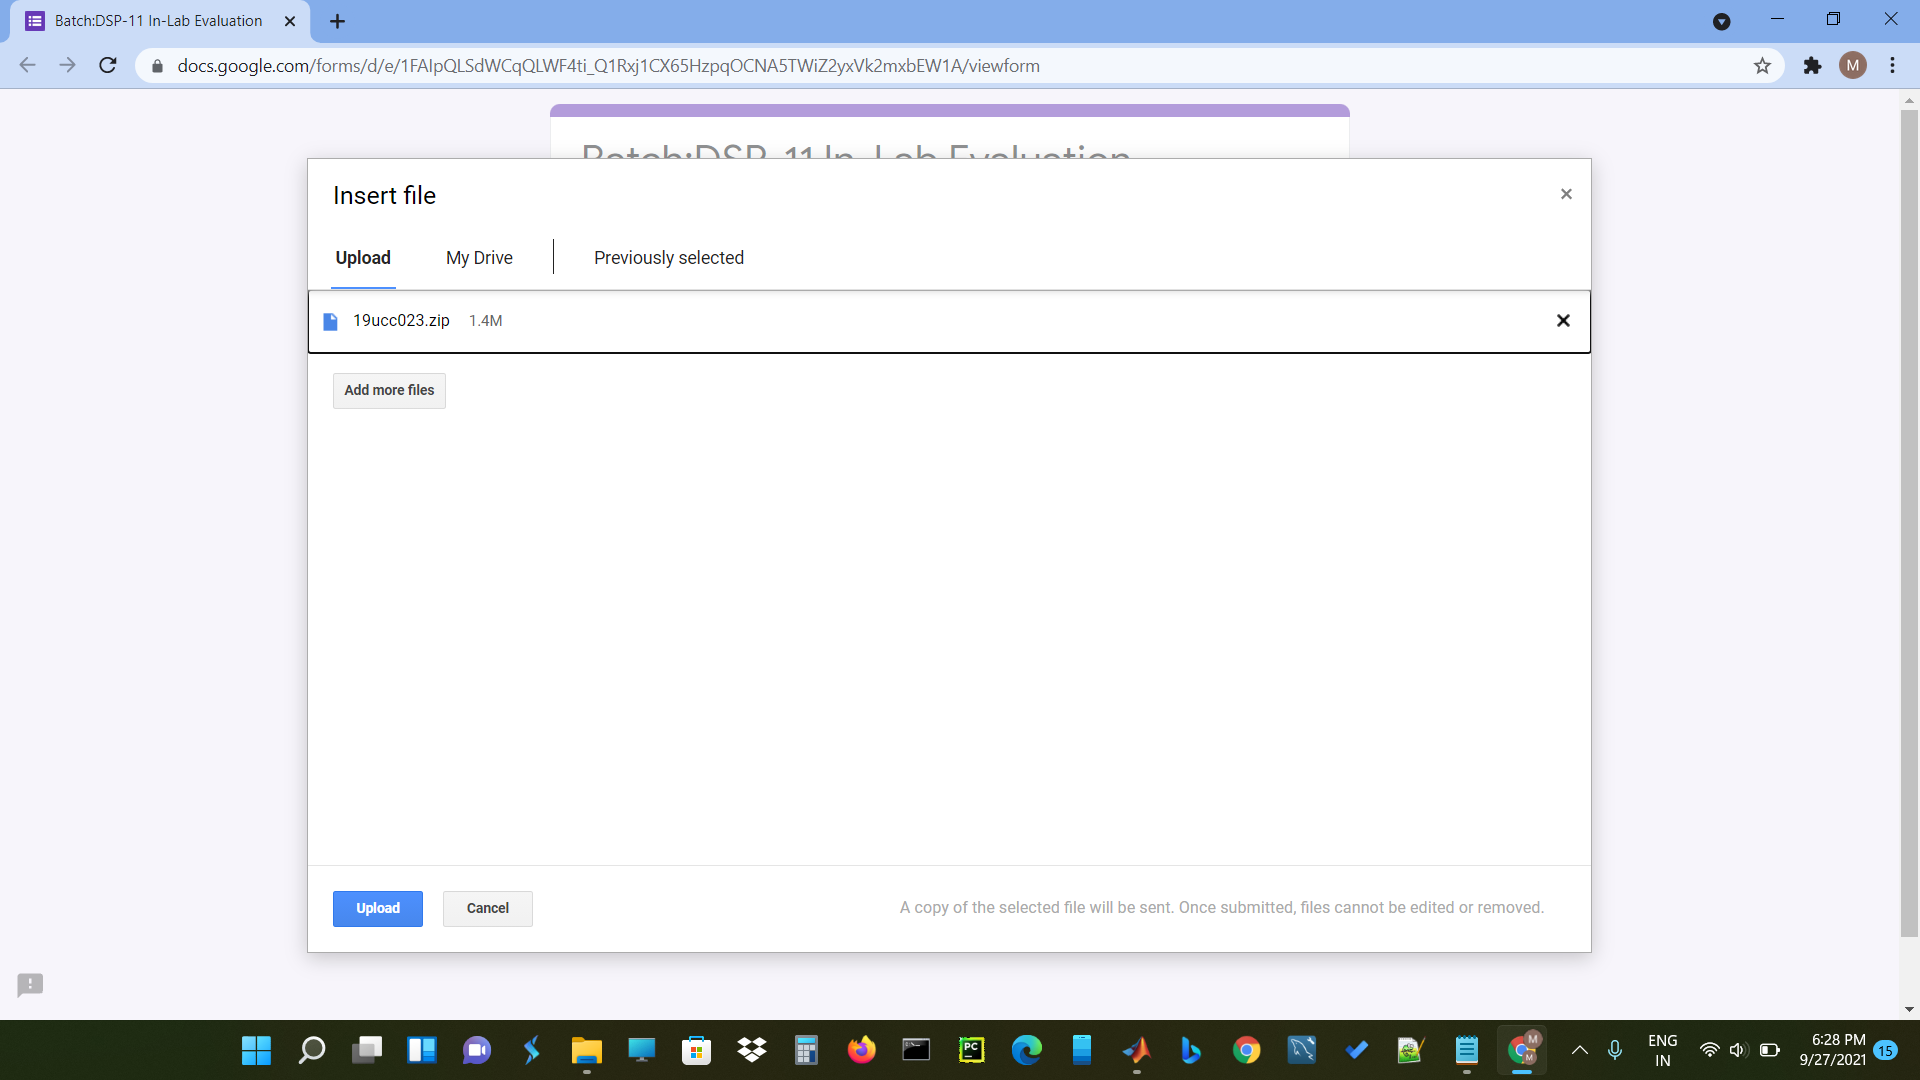 Batch:DSP-11 In-Lab Evaluation
docs.google.com/forms/d/e/1FAIpQLSdWCqQLWF4ti_Q1Rxj1CX65HzpqOCNA5TWiZ2yxVk2mxbEW1A/viewform
M
Batch:DSP-11 In-Lab Evaluation
Insert file
Upload
My Drive
Previously selected
19ucc023.zip 1.4M
Add more files
Upload
Cancel
A copy of the selected file will be sent. Once submitted, files cannot be edited or removed.
PC
M
M
ENG
IN
6:28 PM
9/27/2021
15